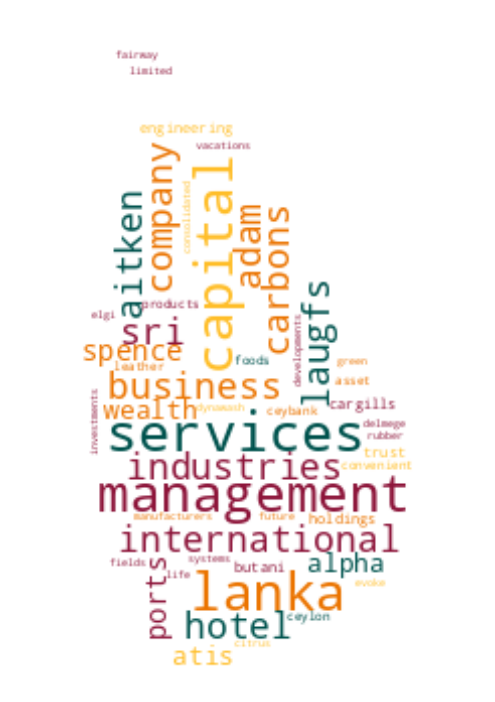 fairway
limited
engineering
vacations
company
consolidated
capital
aitken
adam
carbons
laugfs
products
elgi
sri
spence
leather
foods
developments
green
asset
business
wealth
dynawash
ceybank
cargills
investments
services
delmege
rubber
trust
convenient
industries
management
manufacturers
future
holdings
international
fields
systems
life
butani
alpha
evoke
ports
lanka
hotel
ceylon
citrus
atis